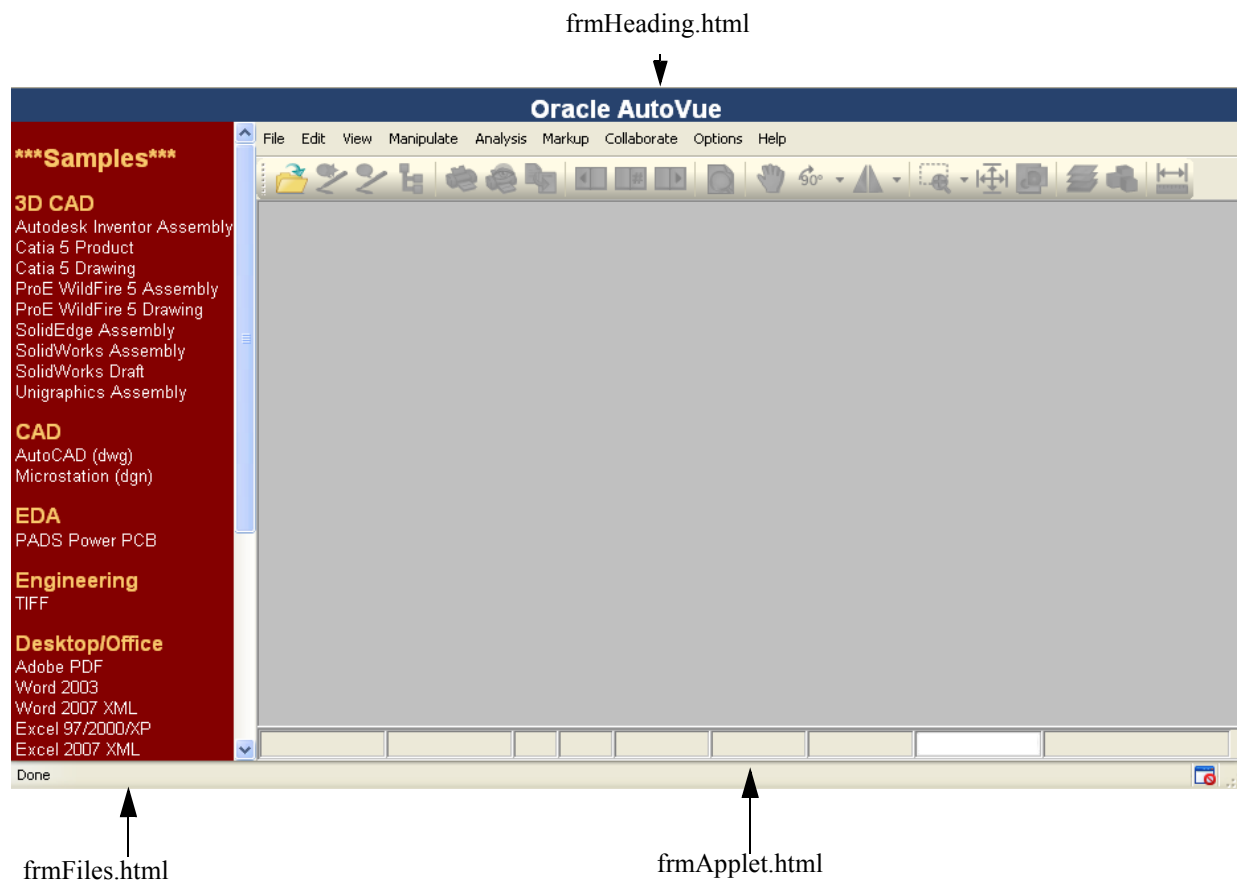 frmHeading.html
Oracle AutoVue
File Edit View Manipulate Analysis Markup Collaborate Options Help
90°
#
***Samples***
3D CAD
Autodesk Inventor Assembly
Catia 5 Product
Catia 5 Drawing
ProE WildFire 5 Assembly
ProE WildFire 5 Drawing
SolidEdge Assembly
SolidWorks Assembly
SolidWorks Draft
Unigraphics Assembly
CAD
AutoCAD (dwg)
Microstation (dgn)
EDA
PADS Power PCB
Engineering
TIFF
Desktop/Office
Adobe PDF
Word 2003
Word 2007 XML
Excel 97/2000/XP
Excel 2007 XML
Done
frmFiles.html
frmApplet.html